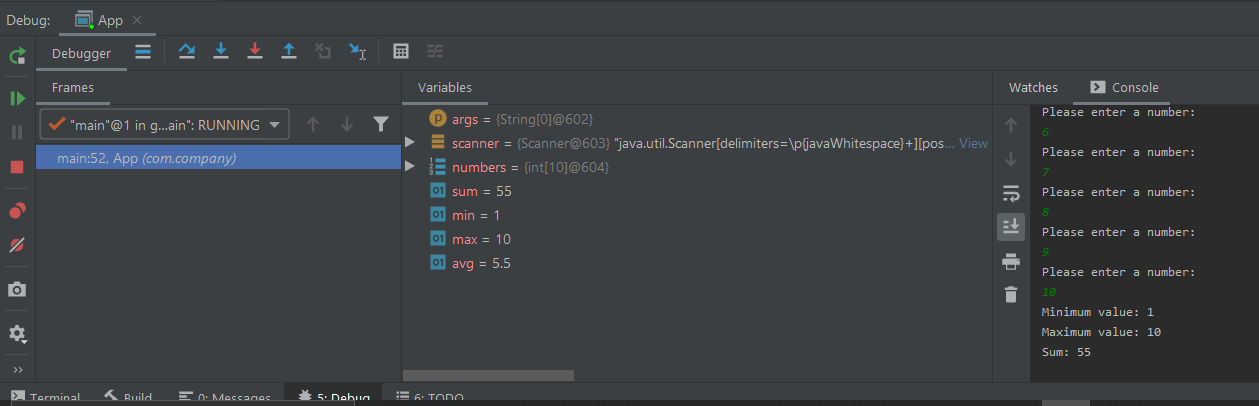 Debug: App
Debugger
Frames
Variables
Watches
Console
"main"@1 in g...ain": RUNNING
main:52, App (com.company)
args = {String[0]@602}
scanner = {Scanner@603} "java.util.Scanner[delimiters=\p{javaWhitespace}+][pos... View
numbers = {int[10]@604}
sum = 55
min = 1
max = 10
avg = 5.5
Please enter a number:
6
Please enter a number:
7
Please enter a number:
8
Please enter a number:
9
Please enter a number:
10
Minimum value: 1
Maximum value: 10
Sum: 55
Terminal Build 0: Messages 5: Debug 6: TODO